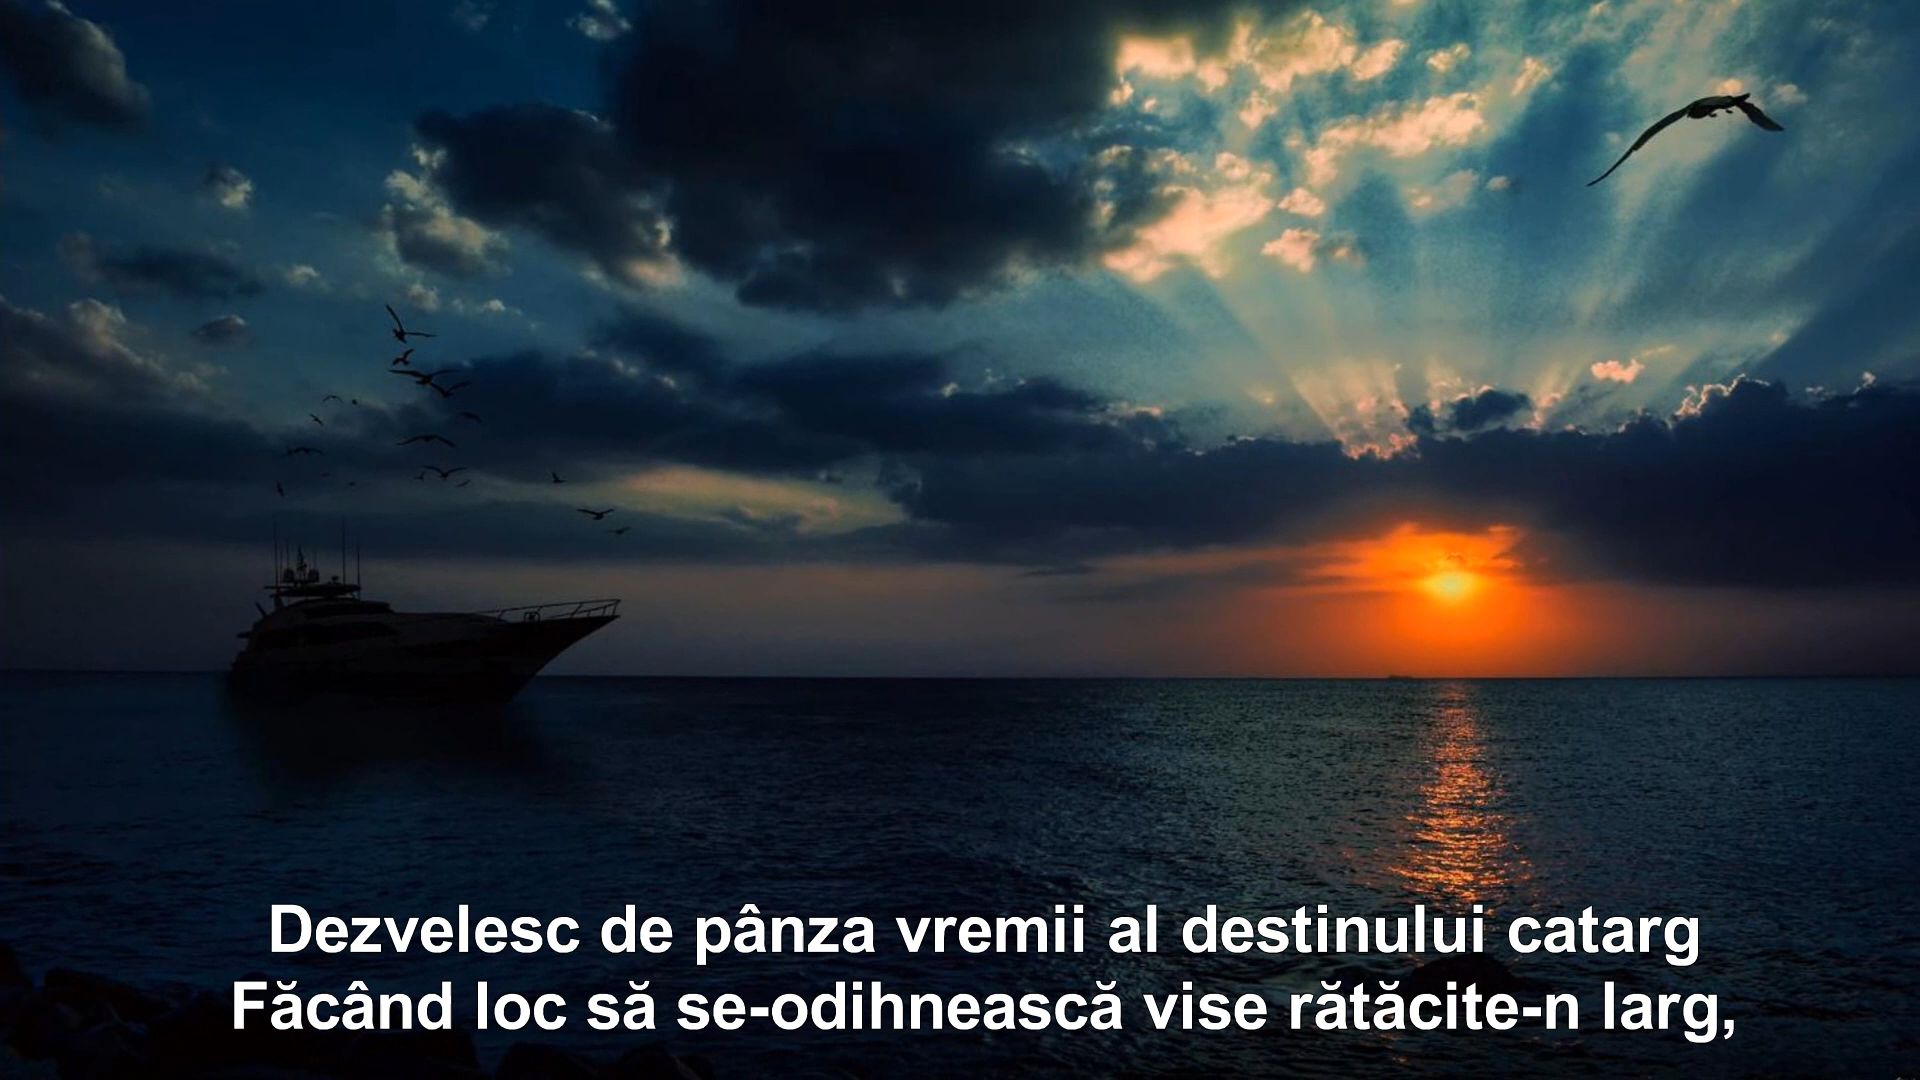 Dezvelesc de pânza vremii al destinului catarg
Făcând loc să se-odihnească vise rătăcite-n larg,